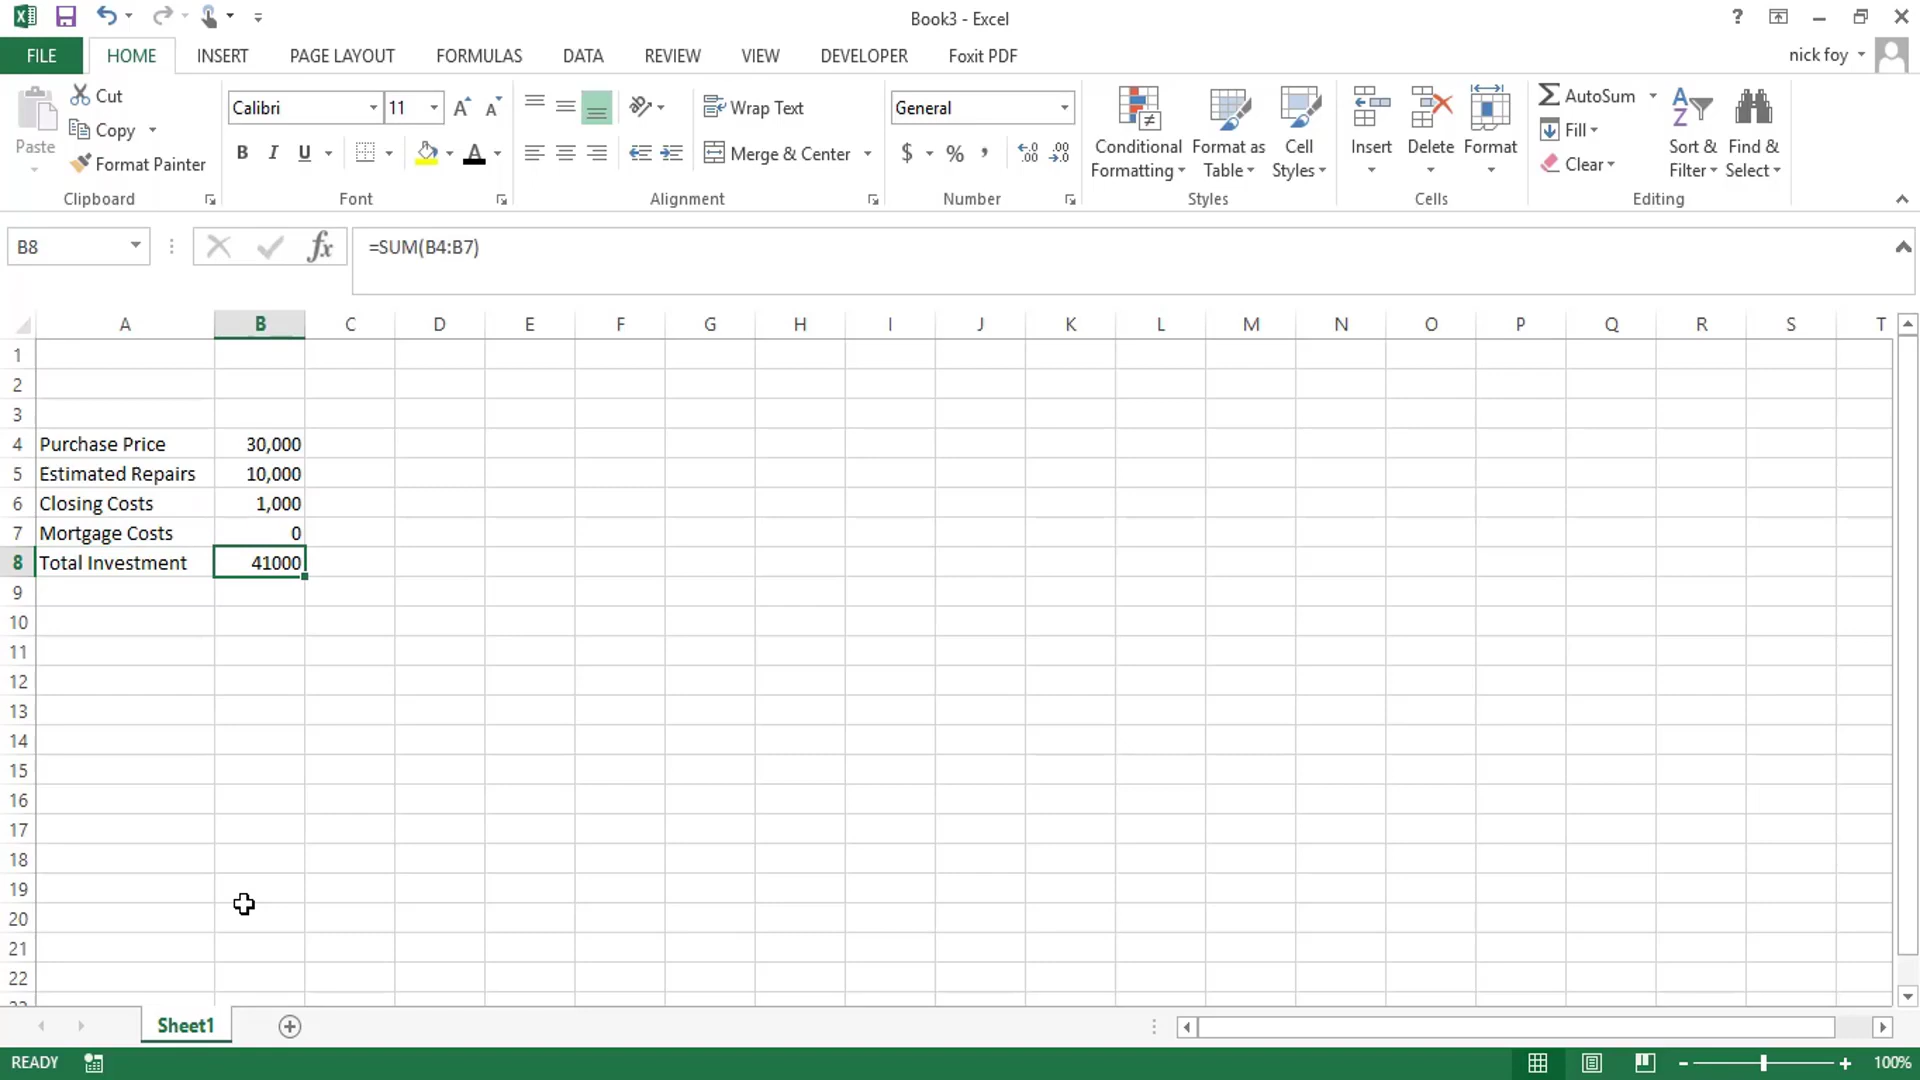 Book3 - Excel
?
FILE HOME INSERT PAGE LAYOUT FORMULAS DATA REVIEW VIEW DEVELOPER Foxit PDF nick foy
Paste
Cut
Copy
Format Painter
Clipboard
Calibri 11
B I U
Font
Wrap Text
Merge & Center
Alignment
General
$ % ,
Number
Conditional
Formatting
Format as
Table
Cell
Styles
Styles
Insert
Delete
Format
Cells
AutoSum
Fill
Clear
Sort &
Filter
Find &
Select
Editing
B8 fx =SUM(B4:B7)
A B C D E F G H I J K L M N O P Q R S T
1
2
3
4 Purchase Price 30,000
5 Estimated Repairs 10,000
6 Closing Costs 1,000
7 Mortgage Costs 0
8 Total Investment 41000
9
10
11
12
13
14
15
16
17
18
19
20
21
22
Sheet1
READY 100%